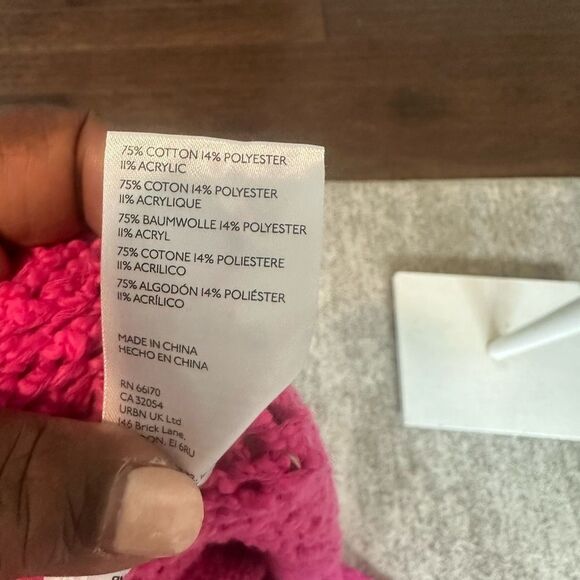 75% COTTON 14% POLYESTER
11% ACRYLIC
75% COTON 14% POLYESTER
11% ACRYLIQUE
75% BAUMWOLLE 14% POLYESTER
11% ACRYL
75% COTONE 14% POLIESTERE
11% ACRILICO
75% ALGODÓN 14% POLIÉSTER
11% ACRÍLICO
MADE IN CHINA
HECHO EN CHINA
RN 66170
CA 32054
URBN UK Ltd
146 Brick Lane,
E1 6RU